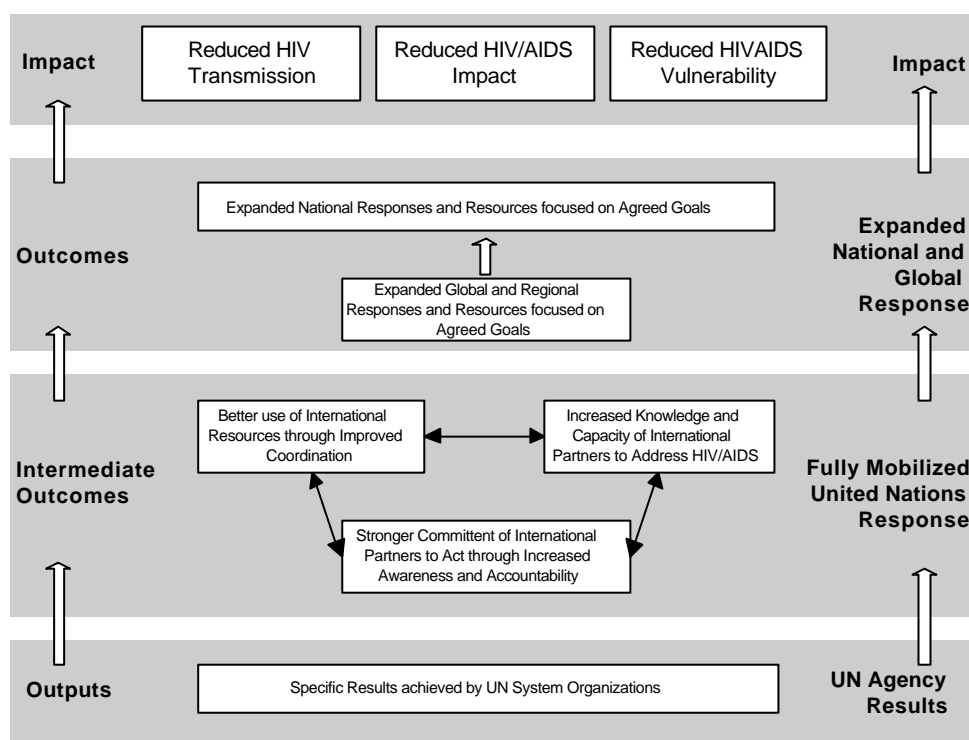 Impact
Reduced HIV
Transmission
Reduced HIV/AIDS
Impact
Reduced HIVAIDS
Vulnerability
Impact
Outcomes
Expanded National Responses and Resources focused on Agreed Goals
Expanded Global and Regional
Responses and Resources focused on
Agreed Goals
Expanded
National and
Global
Response
Intermediate
Outcomes
Better use of International
Resources through Improved
Coordination
Increased Knowledge and
Capacity of International
Partners to Address HIV/AIDS
Stronger Committent of International
Partners to Act through Increased
Awareness and Accountability
Fully Mobilized
United Nations
Response
Outputs
Specific Results achieved by UN System Organizations
UN Agency
Results